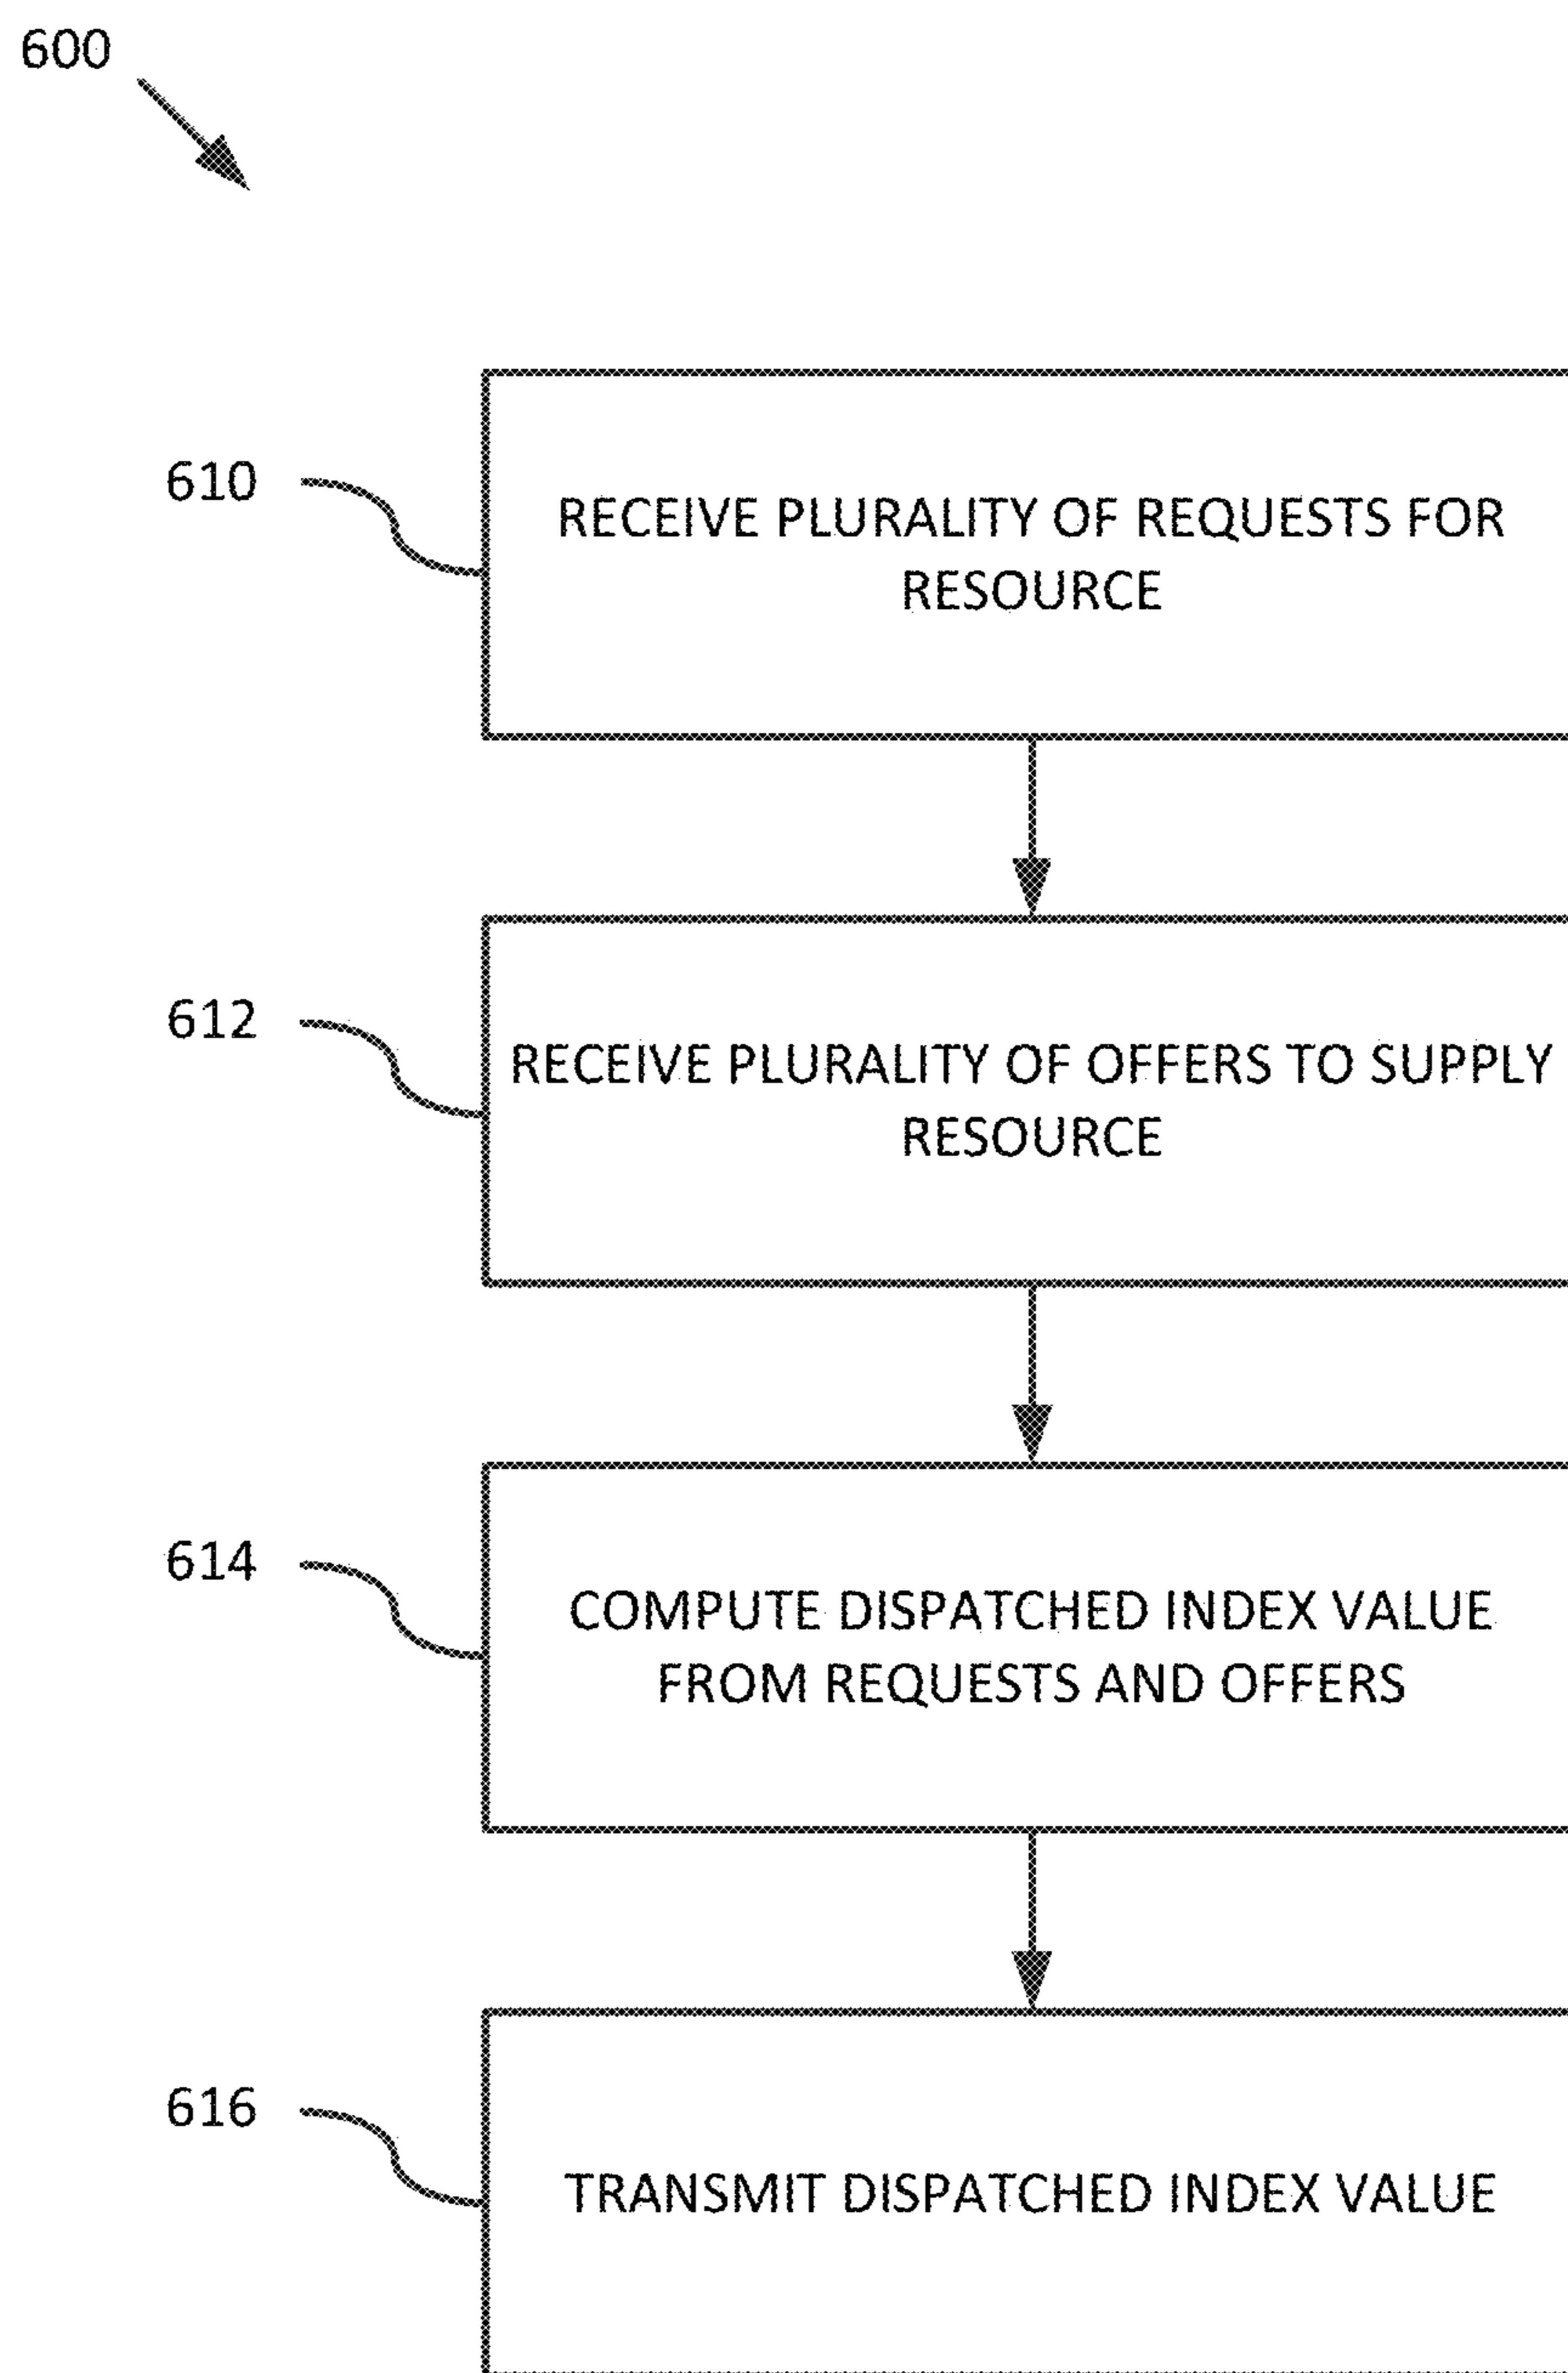 600
610
RECEIVE PLURALITY OF REQUESTS FOR
RESOURCE
612
RECEIVE PLURALITY OF OFFERS TO SUPPLY
RESOURCE
614
COMPUTE DISPATCHED INDEX VALUE
FROM REQUESTS AND OFFERS
616
TRANSMIT DISPATCHED INDEX VALUE